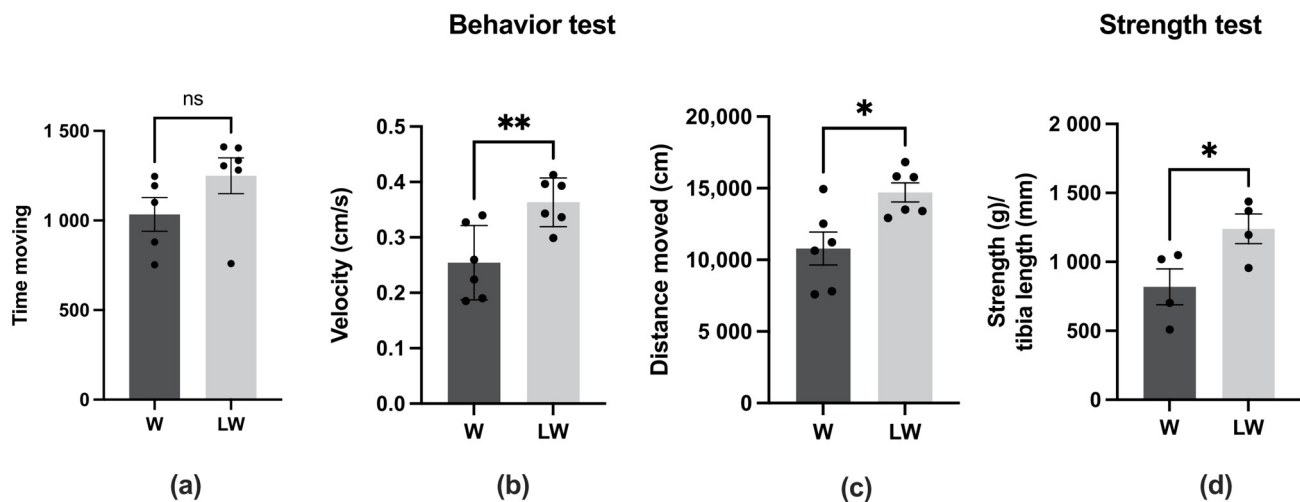 Behavior test
Strength test
ns
Time moving
1 500
1 000
500
0
W
LW
(a)
**
Velocity (cm/s)
0.5
0.4
0.3
0.2
0.1
0.0
W
LW
(b)
*
Distance moved (cm)
20,000
15,000
10,000
5 000
0
W
LW
(c)
*
Strength (g)/
tibia length (mm)
2 000
1 500
1 000
500
0
W
LW
(d)